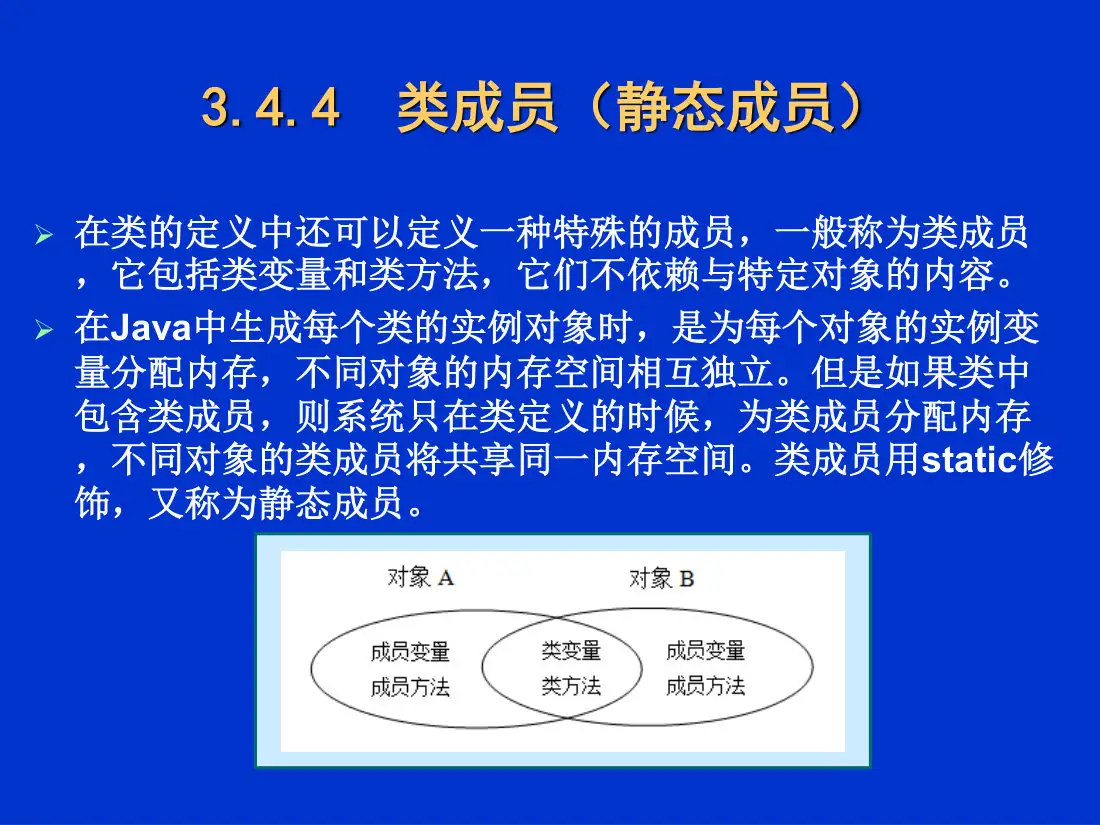 3.4.4 类成员（静态成员）
在类的定义中还可以定义一种特殊的成员，一般称为类成员
，它包括类变量和类方法，它们不依赖与特定对象的内容。
在Java中生成每个类的实例对象时，是为每个对象的实例变
量分配内存，不同对象的内存空间相互独立。但是如果类中
包含类成员，则系统只在类定义的时候，为类成员分配内存
，不同对象的类成员将共享同一内存空间。类成员用static修
饰，又称为静态成员。
对象 A 对象 B
成员变量 类变量 成员变量
成员方法 类方法 成员方法